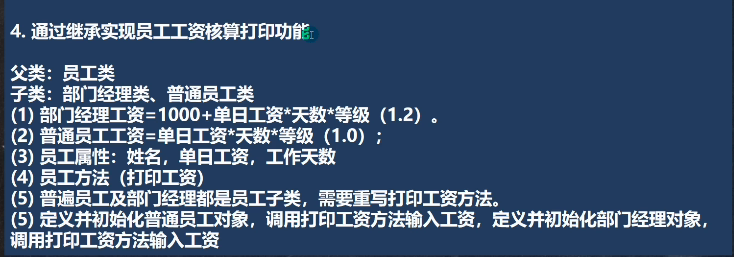 4. 通过继承实现员工工资核算打印功能
父类：员工类
子类：部门经理类、普通员工类
(1) 部门经理工资=1000+单日工资*天数*等级（1.2）。
(2) 普通员工工资=单日工资*天数*等级（1.0）；
(3) 员工属性：姓名，单日工资，工作天数
(4) 员工方法（打印工资）
(5) 普遍员工及部门经理都是员工子类，需要重写打印工资方法。
(5) 定义并初始化普通员工对象，调用打印工资方法输入工资，定义并初始化部门经理对象，
调用打印工资方法输入工资